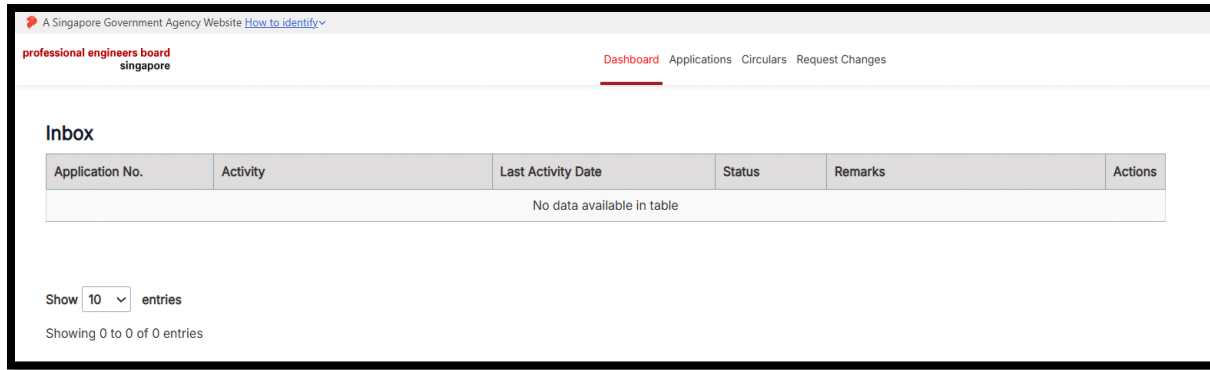 A Singapore Government Agency Website How to identify
professional engineers board
singapore
Dashboard Applications Circulars Request Changes
Inbox
Application No. Activity Last Activity Date Status Remarks Actions
No data available in table
Show 10 entries
Showing 0 to 0 of 0 entries